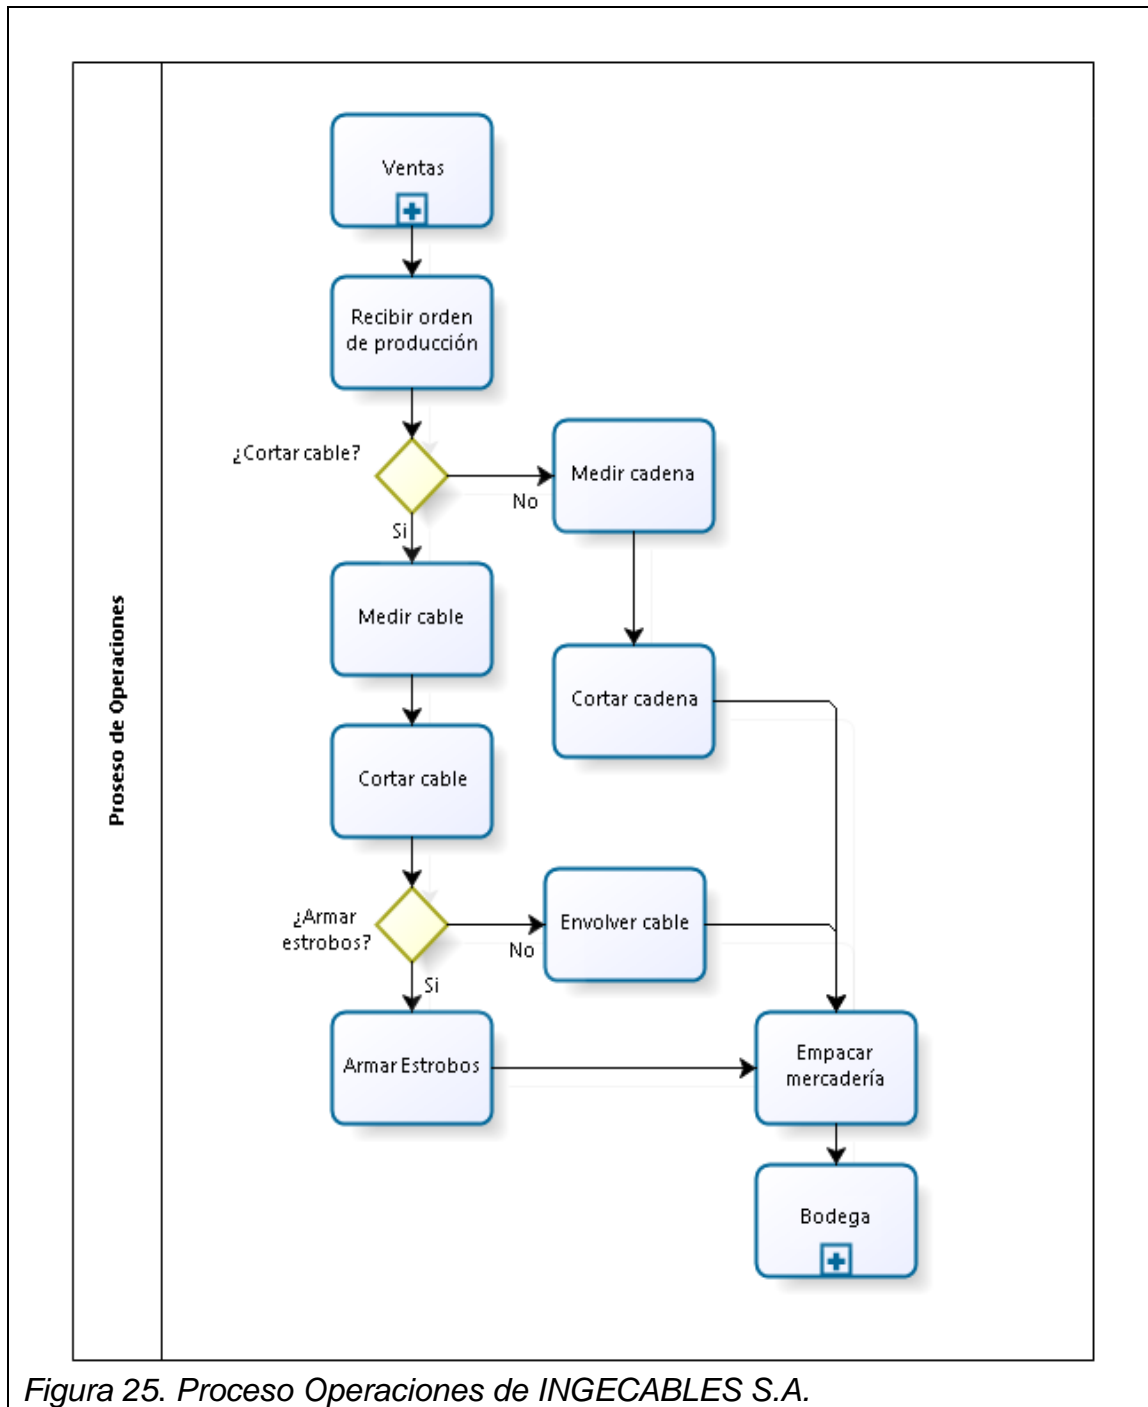 Proseso de Operaciones
Ventas
Recibir orden
de producción
¿Cortar cable?
No
Si
Medir cadena
Medir cable
Cortar cadena
Cortar cable
¿Armar
estrobos?
No
Si
Envolver cable
Armar Estrobos
Empacar
mercadería
Bodega
Figura 25. Proceso Operaciones de INGECABLES S.A.